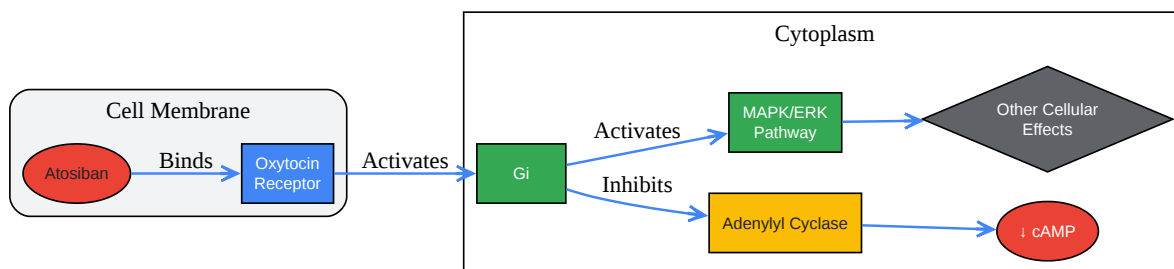 Cytoplasm
Cell Membrane
Atosiban
Binds
Oxytocin
Receptor
Activates
Gi
Activates
MAPK/ERK
Pathway
Other Cellular
Effects
Inhibits
Adenylyl Cyclase
↓ cAMP